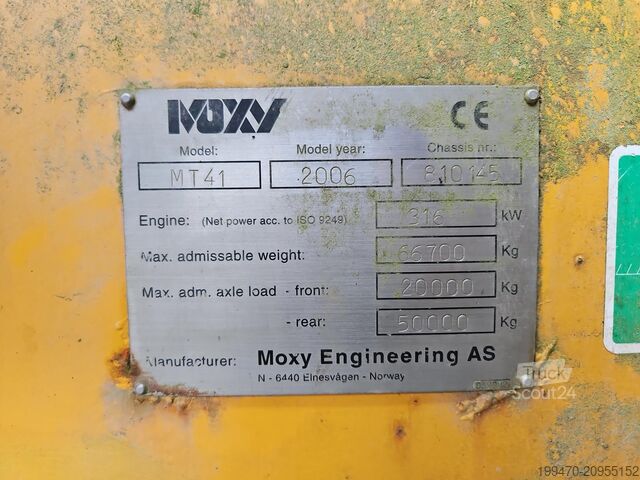 MOXY CE
Model: Model year: Chassis nr.:
MT41 2006 810145
Engine: (Net power acc. to ISO 9249) 316 kW
Max. admissable weight: 66700 Kg
Max. adm. axle load - front: 20000 Kg
- rear: 50000 Kg
Manufacturer: Moxy Engineering AS
N - 6440 Elnesvågen - Norway
Truck
Scout24
199470-20955152